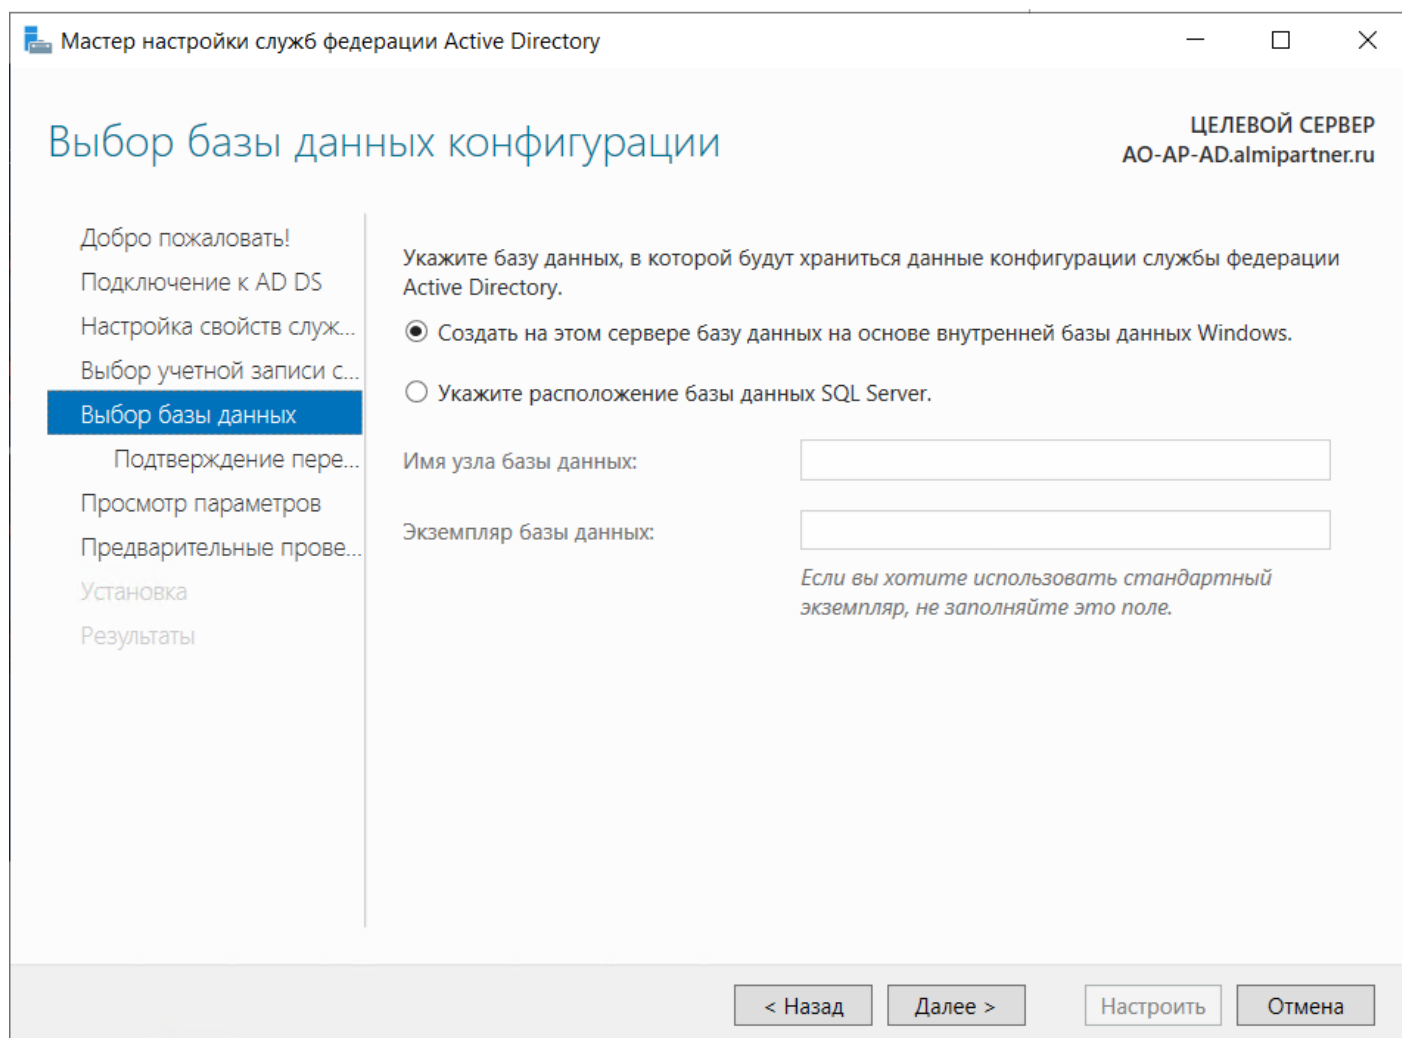 Мастер настройки служб федерации Active Directory
Выбор базы данных конфигурации
ЦЕЛЕВОЙ СЕРВЕР
AO-AP-AD.almipartner.ru
Добро пожаловать!
Подключение к AD DS
Настройка свойств служ...
Выбор учетной записи с...
Выбор базы данных
Подтверждение пере...
Просмотр параметров
Предварительные прове...
Установка
Результаты
Укажите базу данных, в которой будут храниться данные конфигурации службы федерации
Active Directory.
Создать на этом сервере базу данных на основе внутренней базы данных Windows.
Укажите расположение базы данных SQL Server.
Имя узла базы данных:
Экземпляр базы данных:
Если вы хотите использовать стандартный
экземпляр, не заполняйте это поле.
< Назад
Далее >
Настроить
Отмена